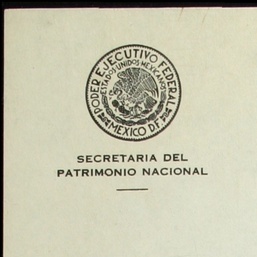 PODER EJECUTIVO FEDERAL
ESTADOS UNIDOS MEXICANOS
MEXICO D.F.
SECRETARIA DEL
PATRIMONIO NACIONAL